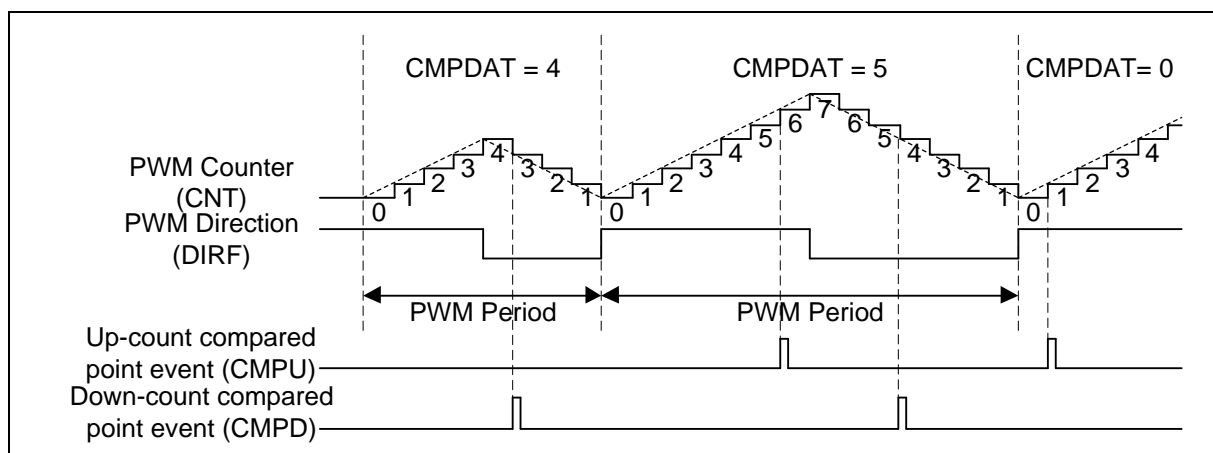 CMPDAT = 4 CMPDAT = 5 CMPDAT= 0
PWM Counter
(CNT)
0 1 2 3 4 3 2 1 0 1 2 3 4 5 6 7 6 5 4 3 2 1 0 1 2 3 4
PWM Direction
(DIRF)
PWM Period PWM Period
Up-count compared
point event (CMPU)
Down-count compared
point event (CMPD)